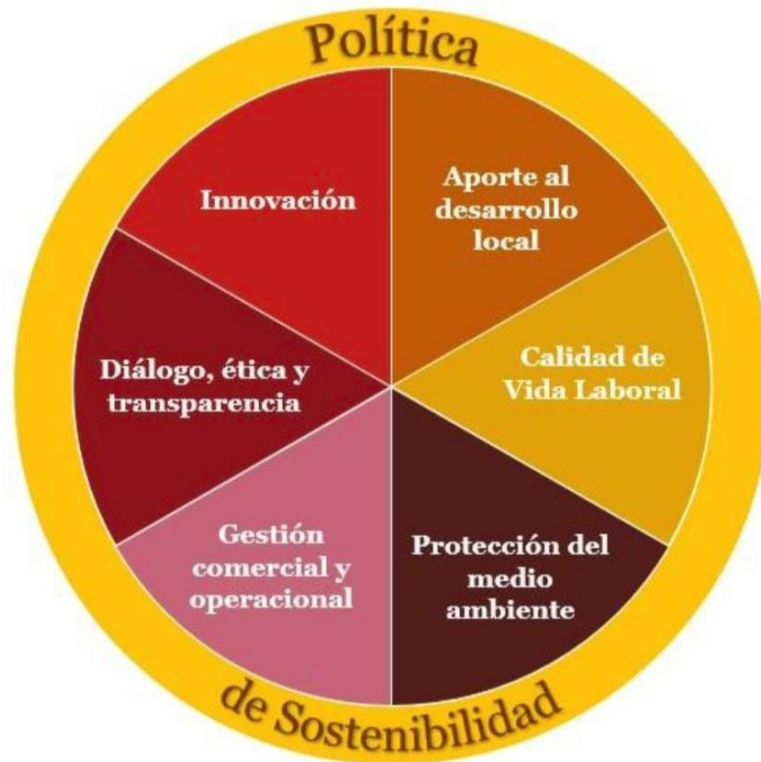 Política
Innovación
Aporte al
desarrollo
local
Diálogo, ética y
transparencia
Calidad de
Vida Laboral
Gestión
comercial y
operacional
Protección del
medio
ambiente
de Sostenibilidad